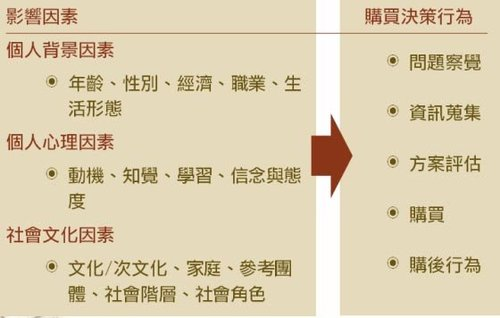 影響因素
個人背景因素
年齡、性別、經濟、職業、生
活形態
個人心理因素
動機、知覺、學習、信念與態
度
社會文化因素
文化/次文化、家庭、參考團
體、社會階層、社會角色
購買決策行為
問題察覺
資訊蒐集
方案評估
購買
購後行為